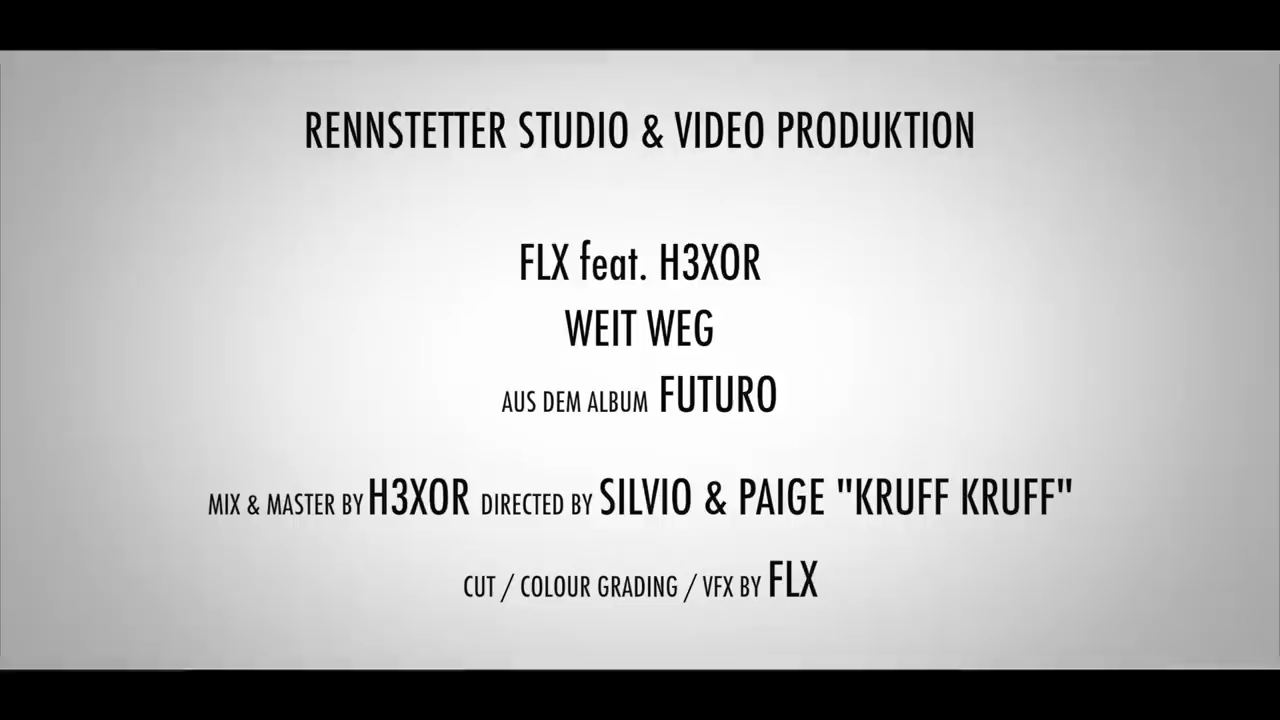 RENNSTETTER STUDIO & VIDEO PRODUKTION
FLX feat. H3XOR
WEIT WEG
AUS DEM ALBUM FUTURO
MIX & MASTER BY H3XOR DIRECTED BY SILVIO & PAIGE "KRUFF KRUFF"
CUT / COLOUR GRADING / VFX BY FLX